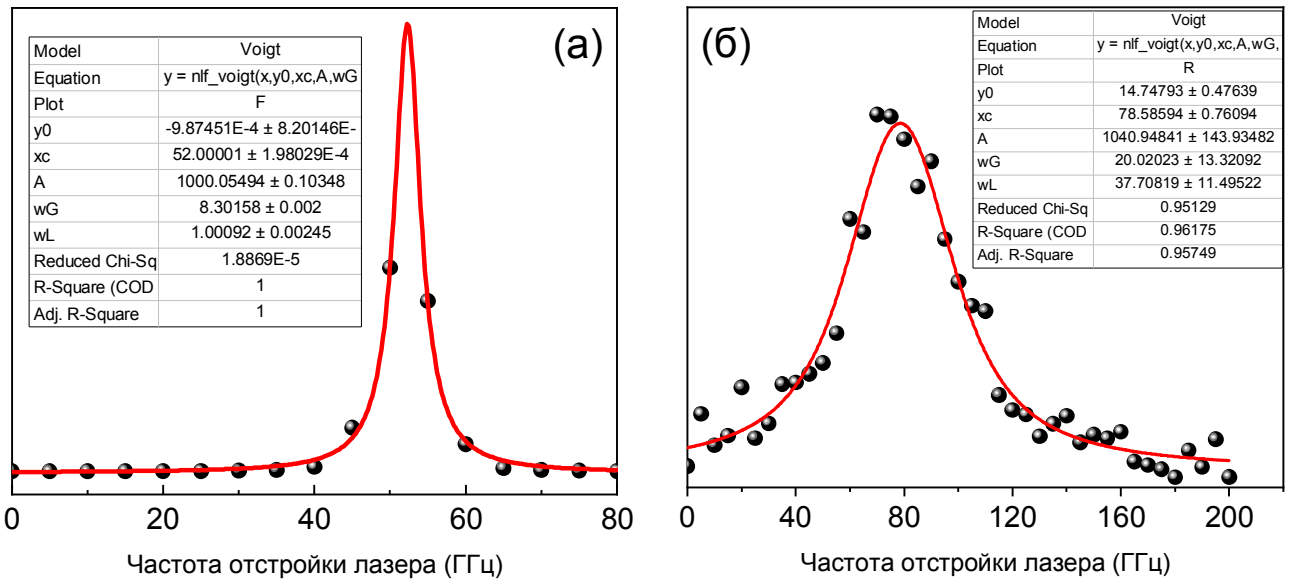 (а)
Model Voigt
Equation y = nlf_voigt(x,y0,xc,A,wG
Plot F
y0 -9.87451E-4 ± 8.20146E-
xc 52.00001 ± 1.98029E-4
A 1000.05494 ± 0.10348
wG 8.30158 ± 0.002
wL 1.00092 ± 0.00245
Reduced Chi-Sq 1.8869E-5
R-Square (COD 1
Adj. R-Square 1
0 20 40 60 80
Частота отстройки лазера (ГГц)
(б)
Model Voigt
Equation y = nlf_voigt(x,y0,xc,A,wG,
Plot R
y0 14.74793 ± 0.47639
xc 78.58594 ± 0.76094
A 1040.94841 ± 143.93482
wG 20.02023 ± 13.32092
wL 37.70819 ± 11.49522
Reduced Chi-Sq 0.95129
R-Square (COD 0.96175
Adj. R-Square 0.95749
0 40 80 120 160 200
Частота отстройки лазера (ГГц)